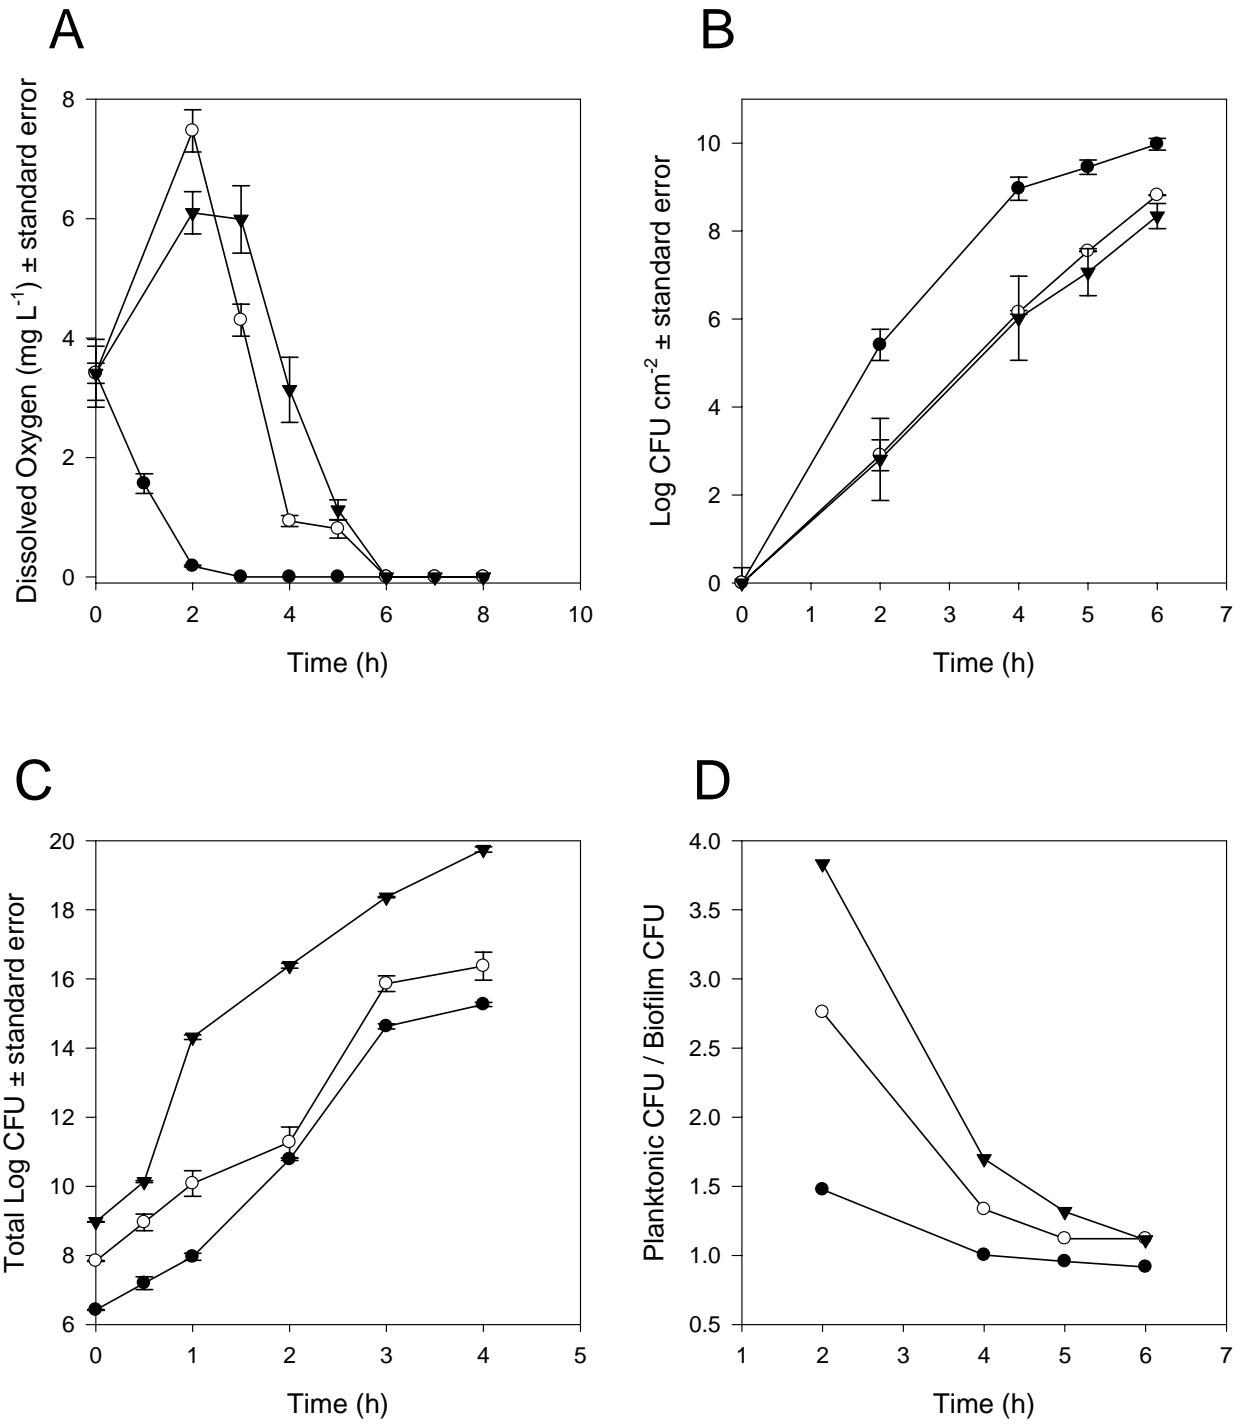 A
Dissolved Oxygen (mg L-1) ± standard error
8
6
4
2
0
0 2 4 6 8 10
Time (h)
B
Log CFU cm-2 ± standard error
10
8
6
4
2
0
0 1 2 3 4 5 6 7
Time (h)
C
Total Log CFU ± standard error
20
18
16
14
12
10
8
6
0 1 2 3 4 5
Time (h)
D
Planktonic CFU / Biofilm CFU
4.0
3.5
3.0
2.5
2.0
1.5
1.0
0.5
1 2 3 4 5 6 7
Time (h)